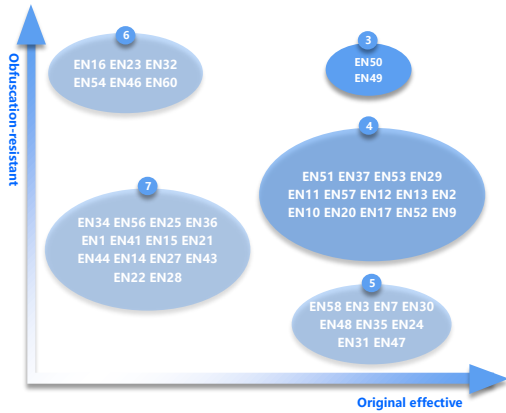 Obfuscation-resistant
6
EN16 EN23 EN32
EN54 EN46 EN60
3
EN50
EN49
4
EN51 EN37 EN53 EN29
EN11 EN57 EN12 EN13 EN2
EN10 EN20 EN17 EN52 EN9
7
EN34 EN56 EN25 EN36
EN1 EN41 EN15 EN21
EN44 EN14 EN27 EN43
EN22 EN28
5
EN58 EN3 EN7 EN30
EN48 EN35 EN24
EN31 EN47
Original effective